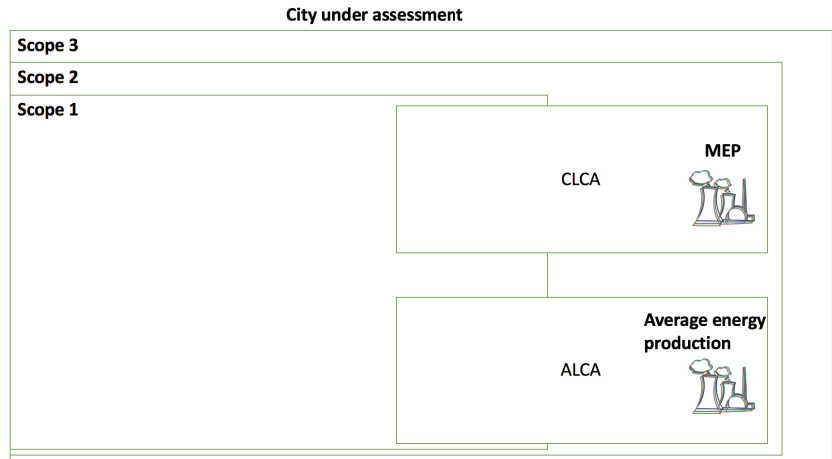 City under assessment
Scope 3
Scope 2
Scope 1
MEP
CLCA
Average energy
production
ALCA